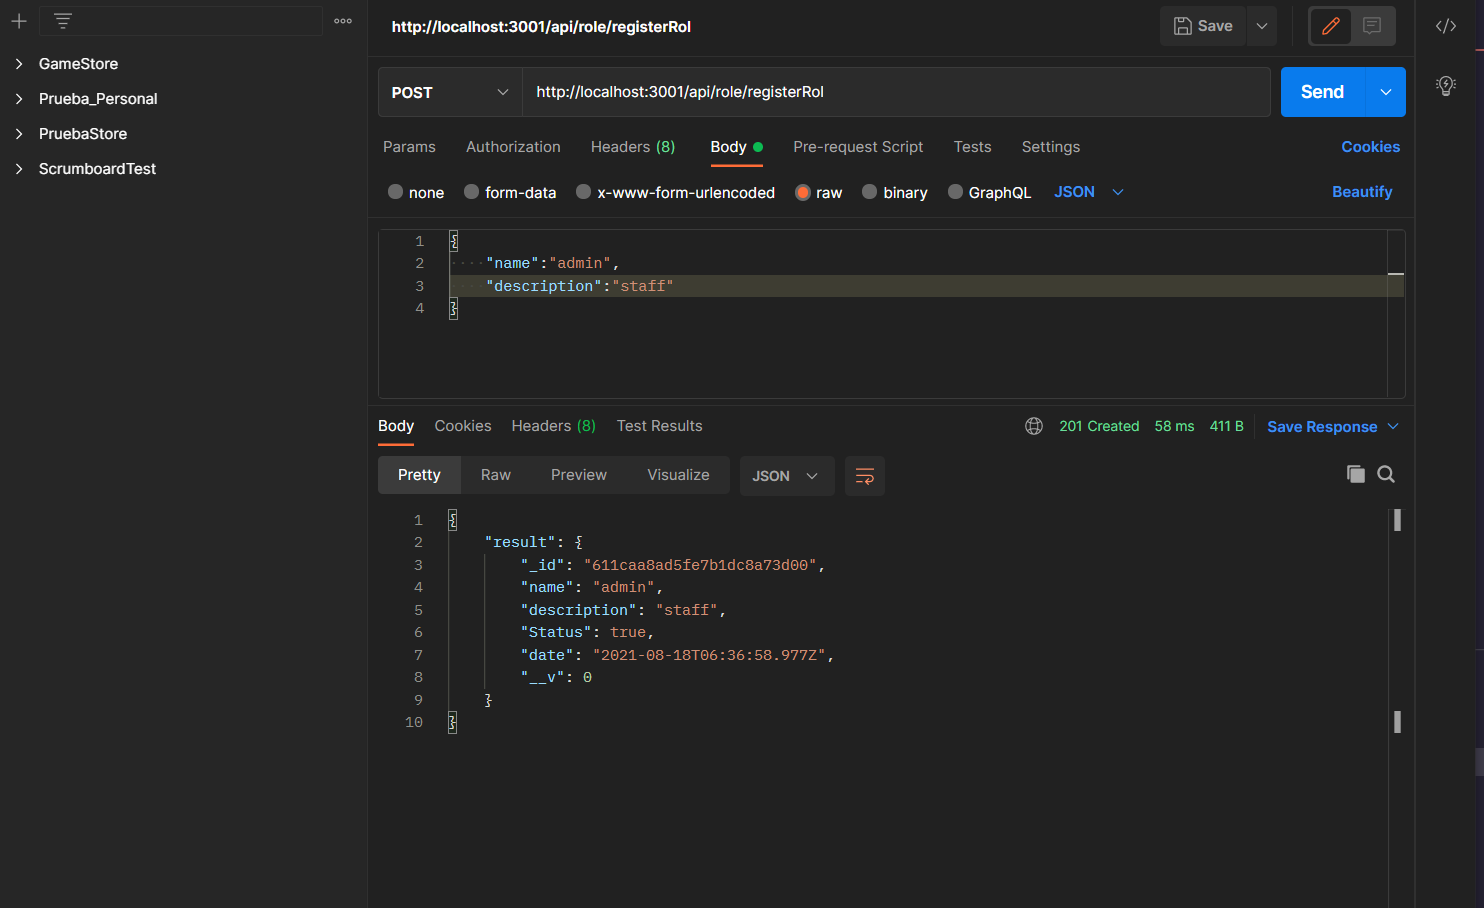 GameStore
Prueba_Personal
PruebaStore
ScrumboardTest
http://localhost:3001/api/role/registerRol
Save
POST
http://localhost:3001/api/role/registerRol
Send
Params Authorization Headers (8) Body Pre-request Script Tests Settings Cookies
none form-data x-www-form-urlencoded raw binary GraphQL JSON Beautify
1 {
2 ····"name":"admin",
3 ····"description":"staff"
4 }
Body Cookies Headers (8) Test Results 201 Created 58 ms 411 B Save Response
Pretty Raw Preview Visualize JSON
1 {
2 "result": {
3 "_id": "611caa8ad5fe7b1dc8a73d00",
4 "name": "admin",
5 "description": "staff",
6 "Status": true,
7 "date": "2021-08-18T06:36:58.977Z",
8 "__v": 0
9 }
10 }